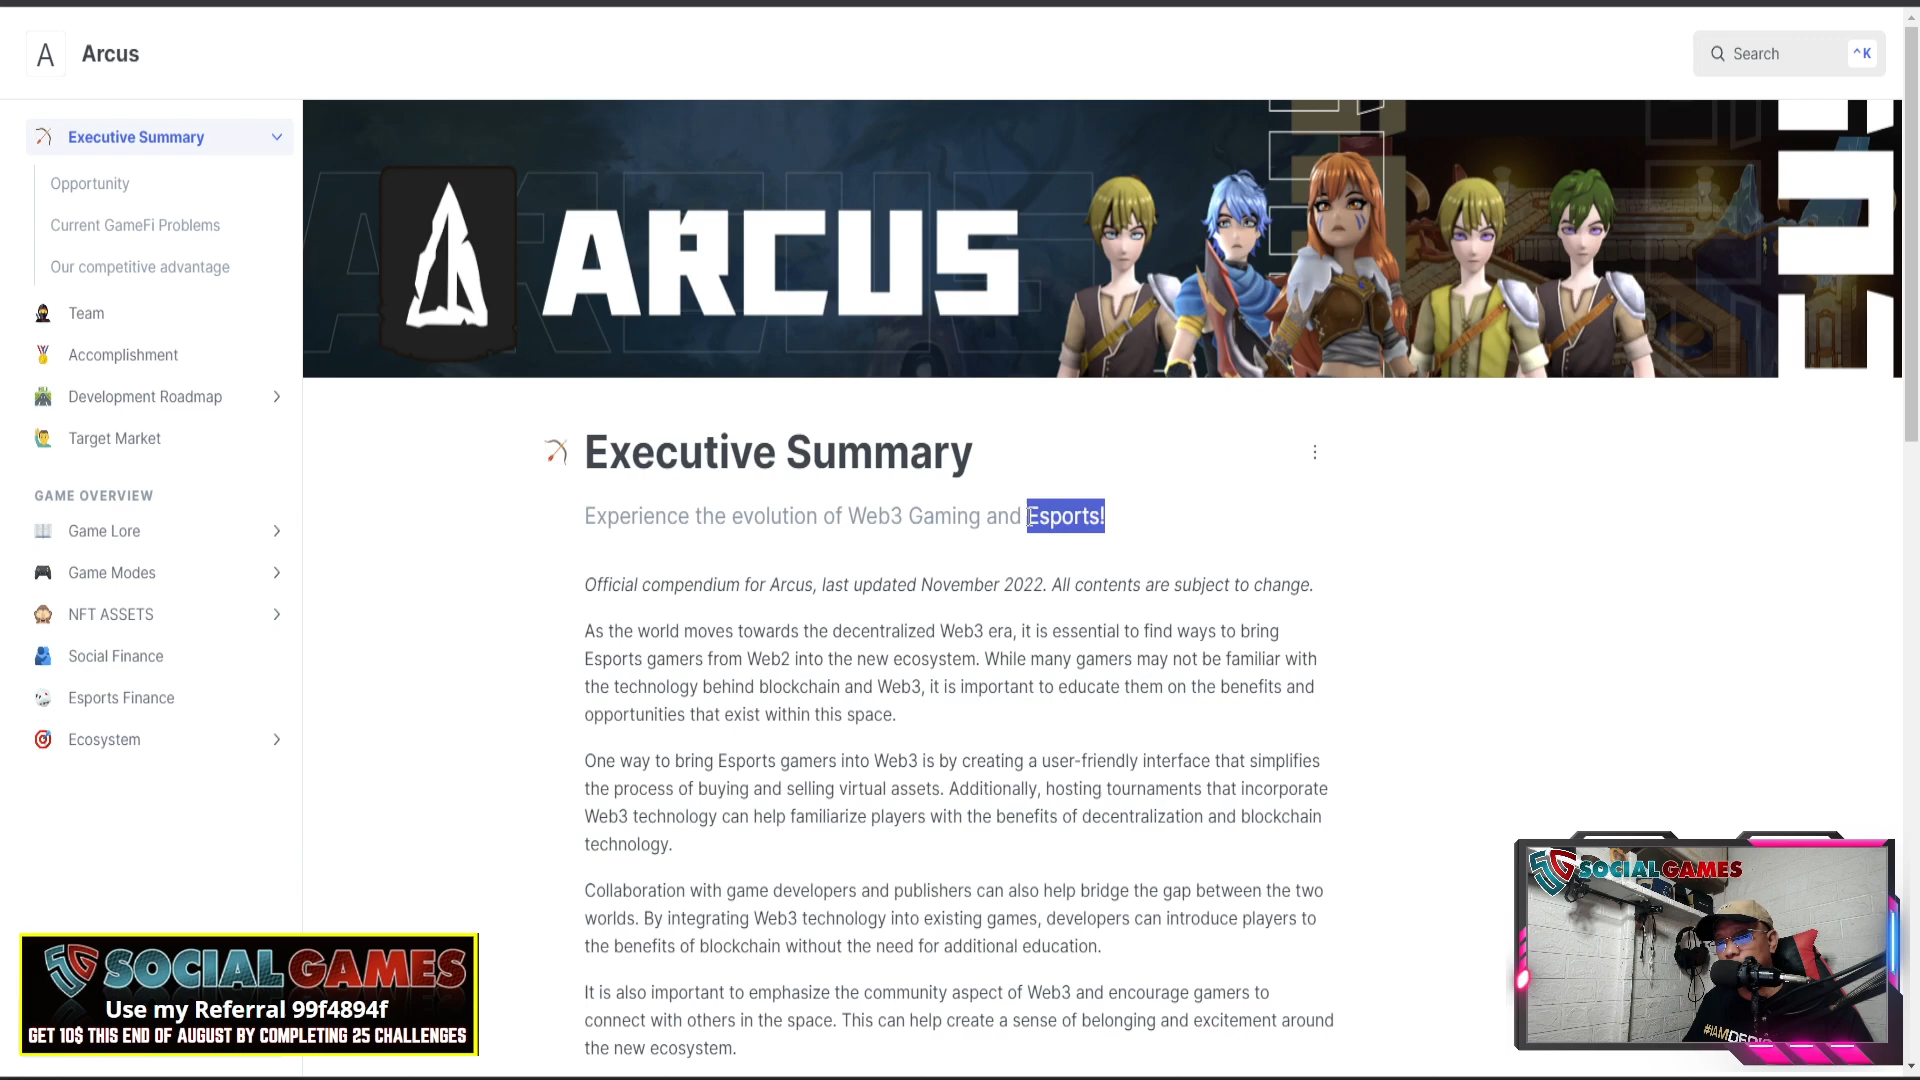 A
Arcus
Search
^K
Executive Summary
Opportunity
Current GameFi Problems
Our competitive advantage
Team
Accomplishment
Development Roadmap
Target Market
GAME OVERVIEW
Game Lore
Game Modes
NFT ASSETS
Social Finance
Esports Finance
Ecosystem
ARCUS
Executive Summary
Experience the evolution of Web3 Gaming and Esports!
Official compendium for Arcus, last updated November 2022. All contents are subject to change.
As the world moves towards the decentralized Web3 era, it is essential to find ways to bring
Esports gamers from Web2 into the new ecosystem. While many gamers may not be familiar with
the technology behind blockchain and Web3, it is important to educate them on the benefits and
opportunities that exist within this space.
One way to bring Esports gamers into Web3 is by creating a user-friendly interface that simplifies
the process of buying and selling virtual assets. Additionally, hosting tournaments that incorporate
Web3 technology can help familiarize players with the benefits of decentralization and blockchain
technology.
Collaboration with game developers and publishers can also help bridge the gap between the two
worlds. By integrating Web3 technology into existing games, developers can introduce players to
the benefits of blockchain without the need for additional education.
It is also important to emphasize the community aspect of Web3 and encourage gamers to
connect with others in the space. This can help create a sense of belonging and excitement around
the new ecosystem.
SOCIALGAMES
Use my Referral 99f4894f
GET 10$ THIS END OF AUGUST BY COMPLETING 25 CHALLENGES
SOCIALGAMES